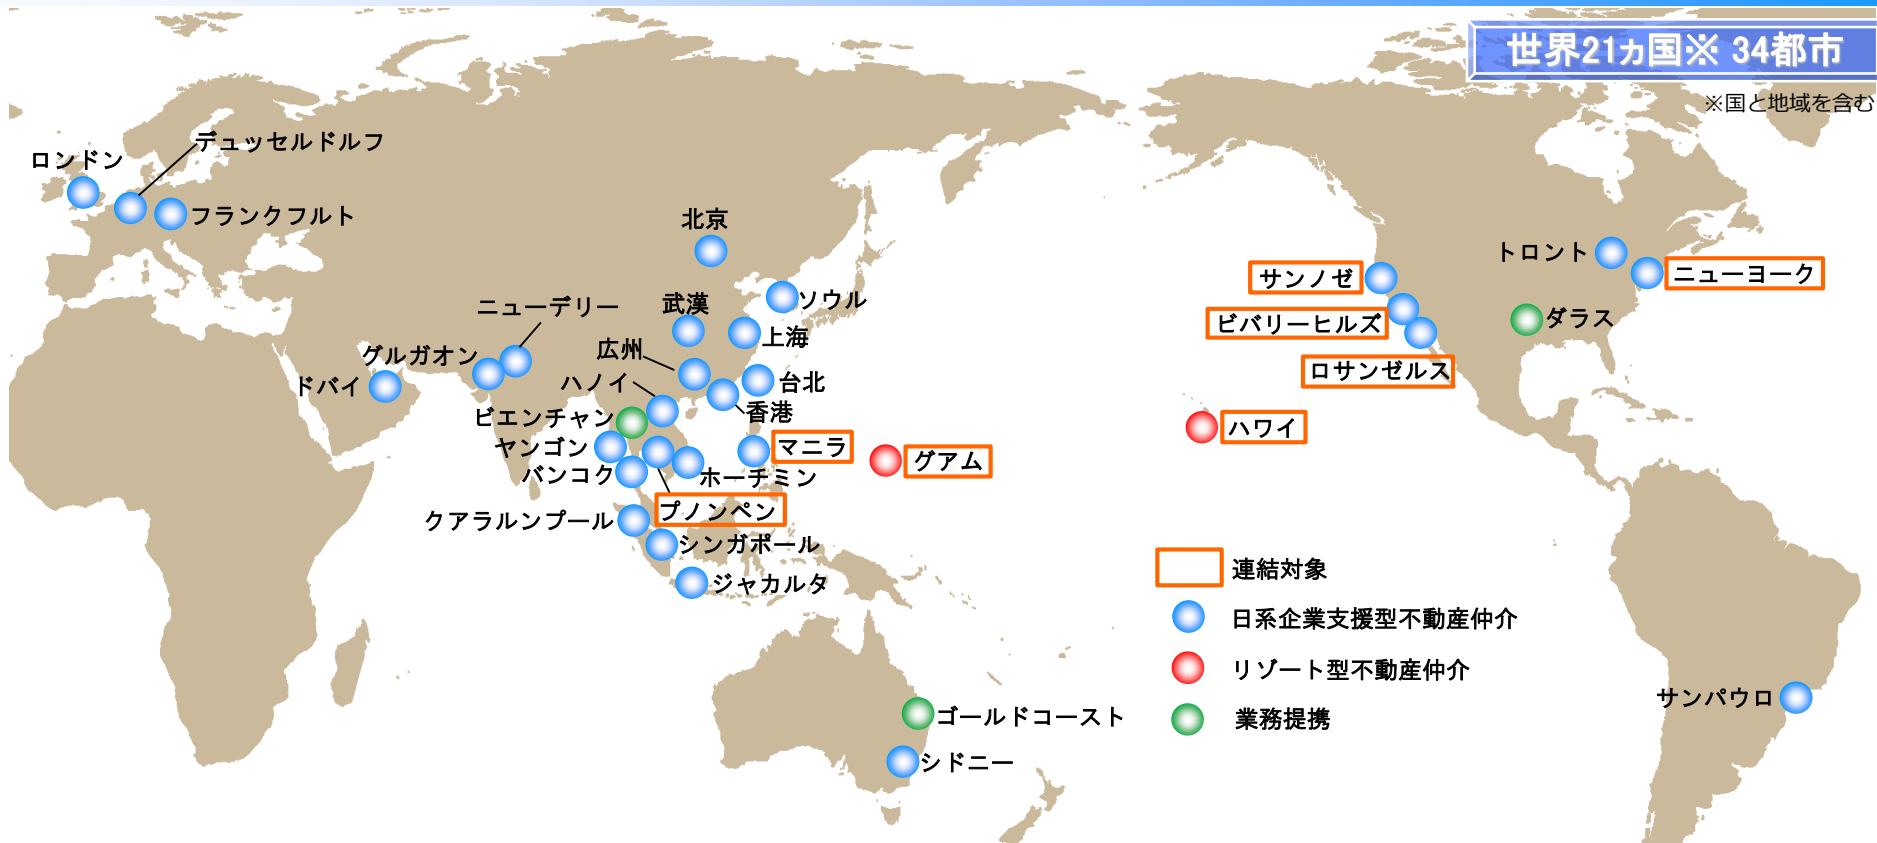 世界21ヵ国※ 34都市
※国と地域を含む
デュッセルドルフ
ロンドン
フランクフルト
北京
トロント
サンノゼ
ニューヨーク
ソウル
武漢
ニューデリー
ビバリーヒルズ
ダラス
上海
広州
グルガオン
ロサンゼルス
ドバイ
ハノイ
台北
香港
ビエンチャン
ハワイ
ヤンゴン
マニラ
グアム
バンコク
ホーチミン
プノンペン
クアラルンプール
シンガポール
ジャカルタ
連結対象
日系企業支援型不動産仲介
リゾート型不動産仲介
業務提携
サンパウロ
ゴールドコースト
シドニー